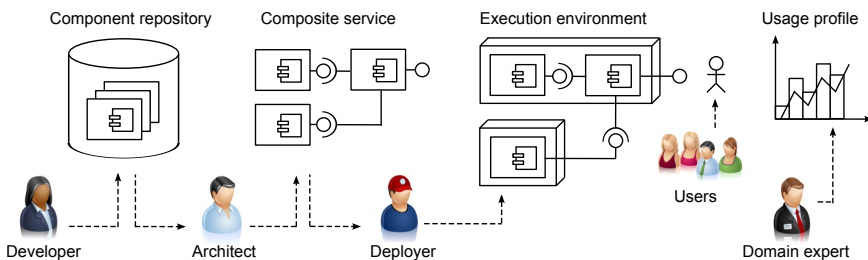 Component repository
Composite service
Execution environment
Usage profile
Users
Developer
Architect
Deployer
Domain expert